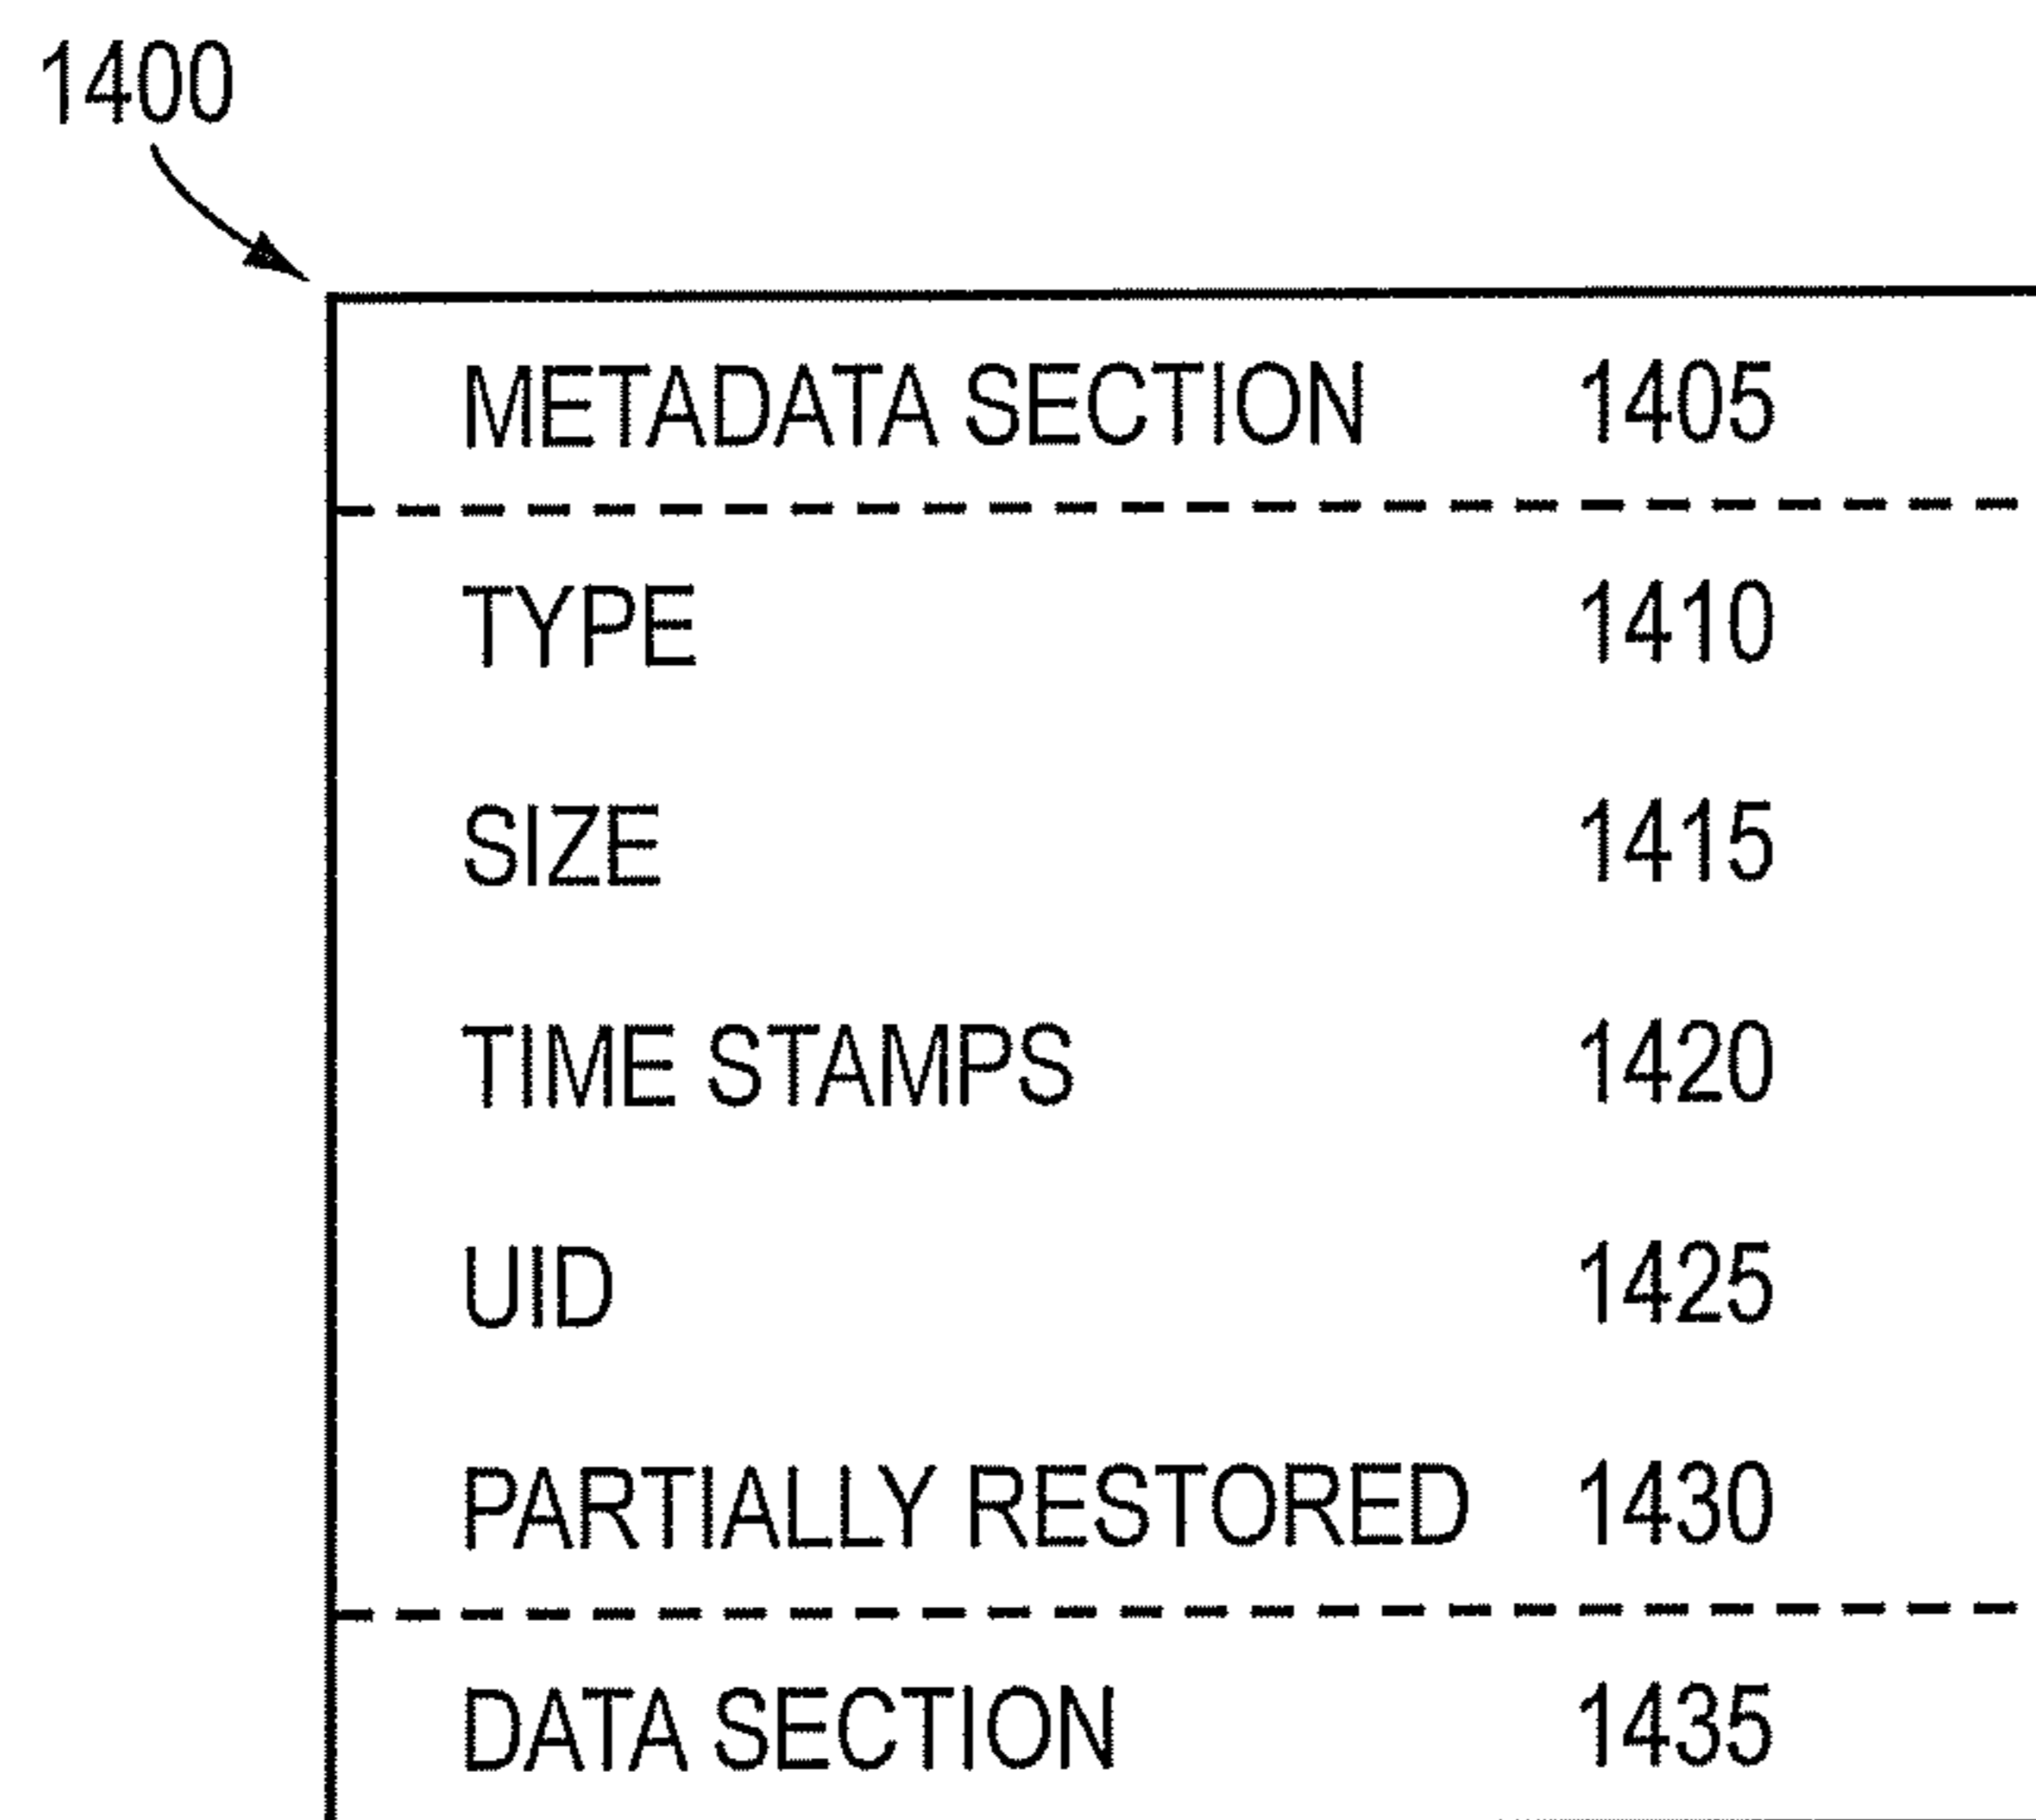 1400
METADATA SECTION 1405
TYPE 1410
SIZE 1415
TIME STAMPS 1420
UID 1425
PARTIALLY RESTORED 1430
DATA SECTION 1435